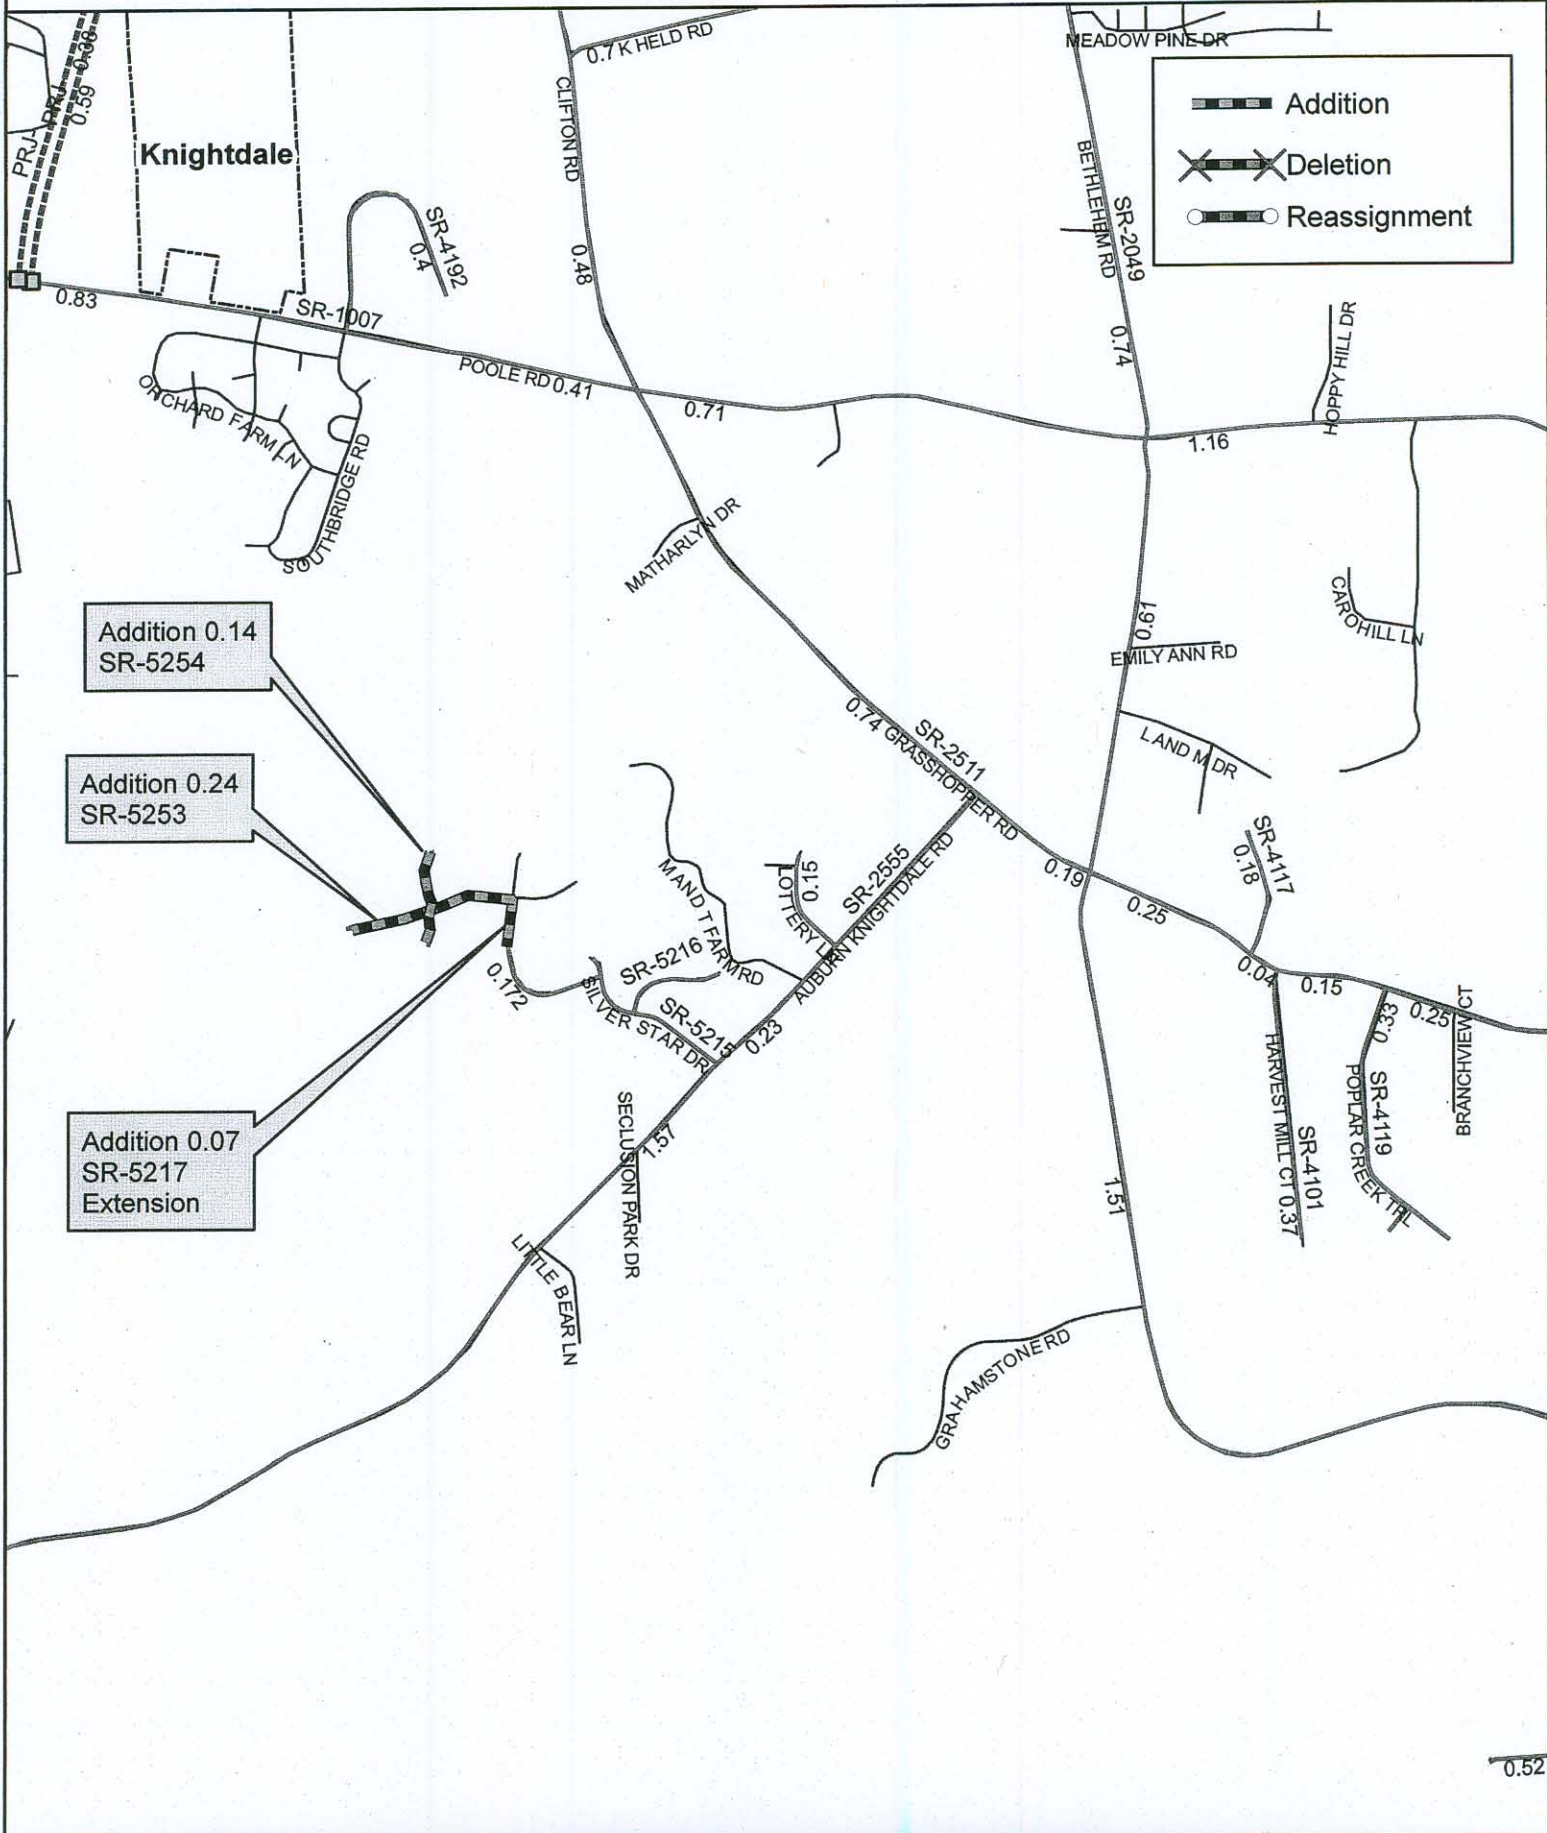 0.38
PRJ-
PRJ-
0.59
Knightdale
0.7 K HELD RD
CLIFTON RD
MEADOW PINE DR
Addition
Deletion
Reassignment
BETHLEHEM RD
SR-2049
SR-4192
0.4
0.48
0.83
SR-1007
0.74
HOPPY HILL DR
POOLE RD 0.41
0.71
1.16
ORCHARD FARM LN
SOUTHBRIDGE RD
MATHARLYN DR
CAROHILL LN
0.61
EMILY ANN RD
Addition 0.14
SR-5254
0.74 GRASSHOPPER RD
SR-2511
LAND M DR
Addition 0.24
SR-5253
M AND T FARM RD
LOTTERY LN
0.15
SR-2555
AUBURN KNIGHTDALE RD
0.19
SR-4117
0.18
0.25
0.172
SILVER STAR DR
SR-5216
SR-5215
0.23
0.04
0.15
0.33
0.25
BRANCHVIEW CT
HARVEST MILL CT 0.37
SR-4101
POPLAR CREEK TRL
SR-4119
Addition 0.07
SR-5217
Extension
SECLUSION PARK DR
1.57
1.51
LITTLE BEAR LN
GRAHAMSTONE RD
0.52